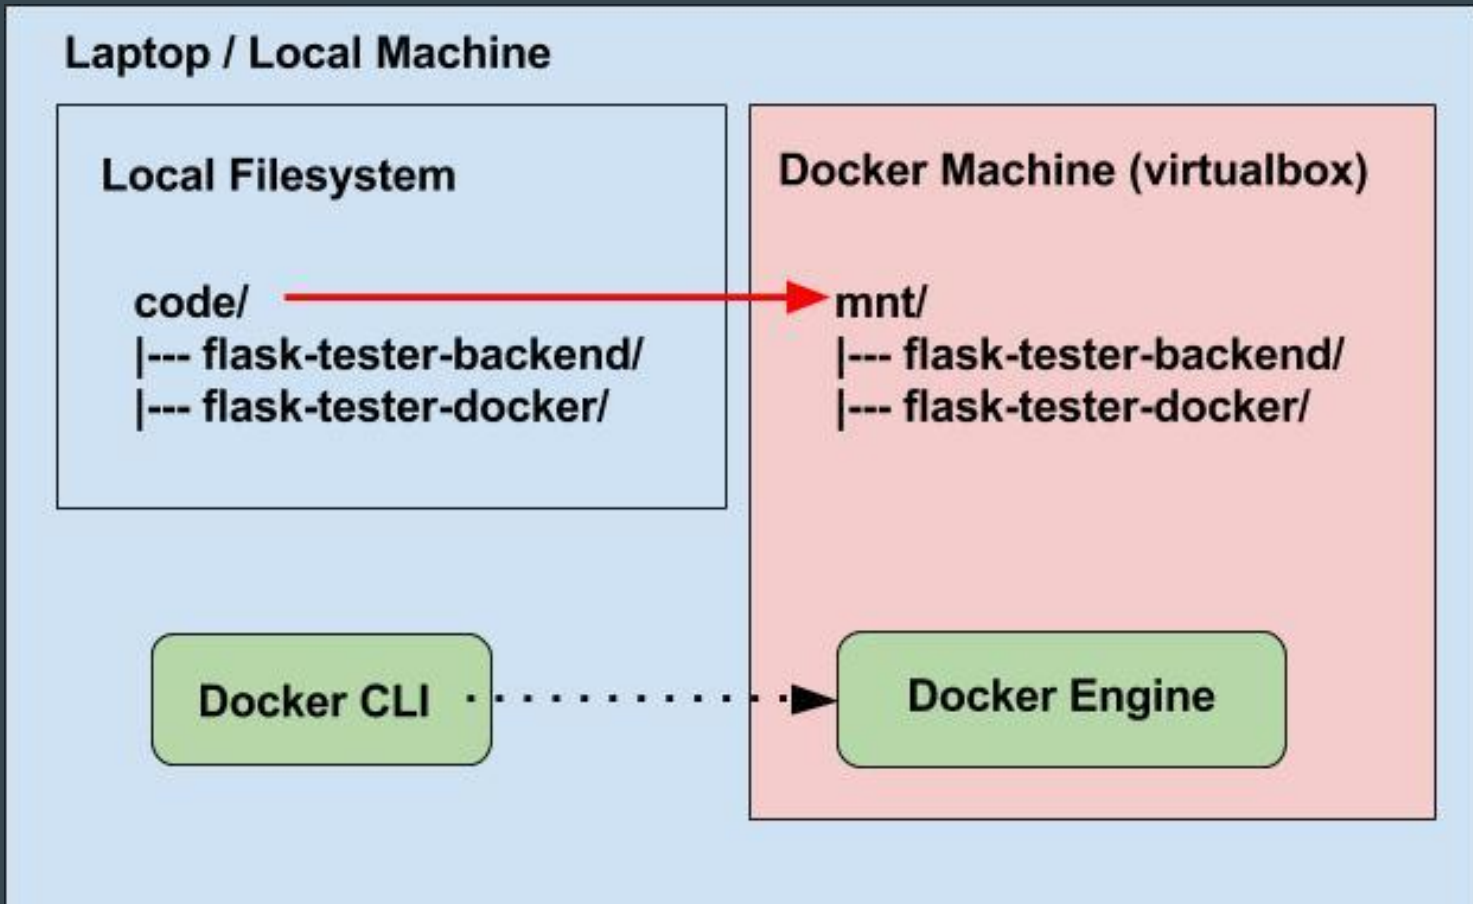 Laptop / Local Machine
Local Filesystem
code/
|--- flask-tester-backend/
|--- flask-tester-docker/
Docker Machine (virtualbox)
mnt/
|--- flask-tester-backend/
|--- flask-tester-docker/
Docker CLI
Docker Engine